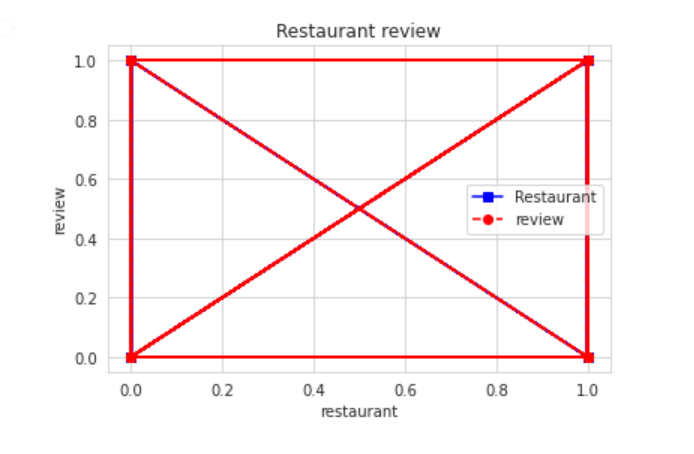 Restaurant review
1.0
0.8
0.6
0.4
0.2
0.0
review
Restaurant
review
0.0 0.2 0.4 0.6 0.8 1.0
restaurant